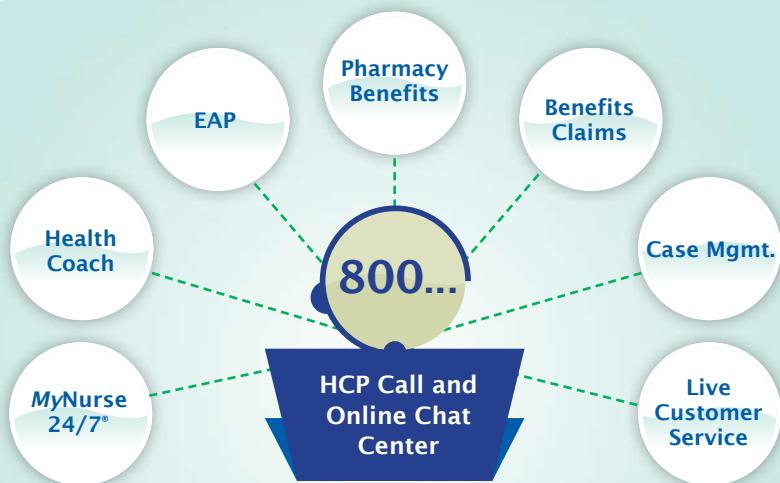 Pharmacy
Benefits
EAP
Benefits
Claims
Health
Coach
Case Mgmt.
800...
MyNurse
24/7®
HCP Call and
Online Chat
Center
Live
Customer
Service